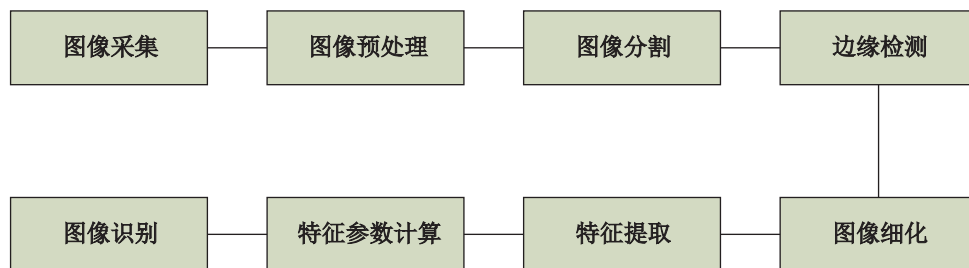 图像采集
图像预处理
图像分割
边缘检测
图像细化
特征提取
特征参数计算
图像识别